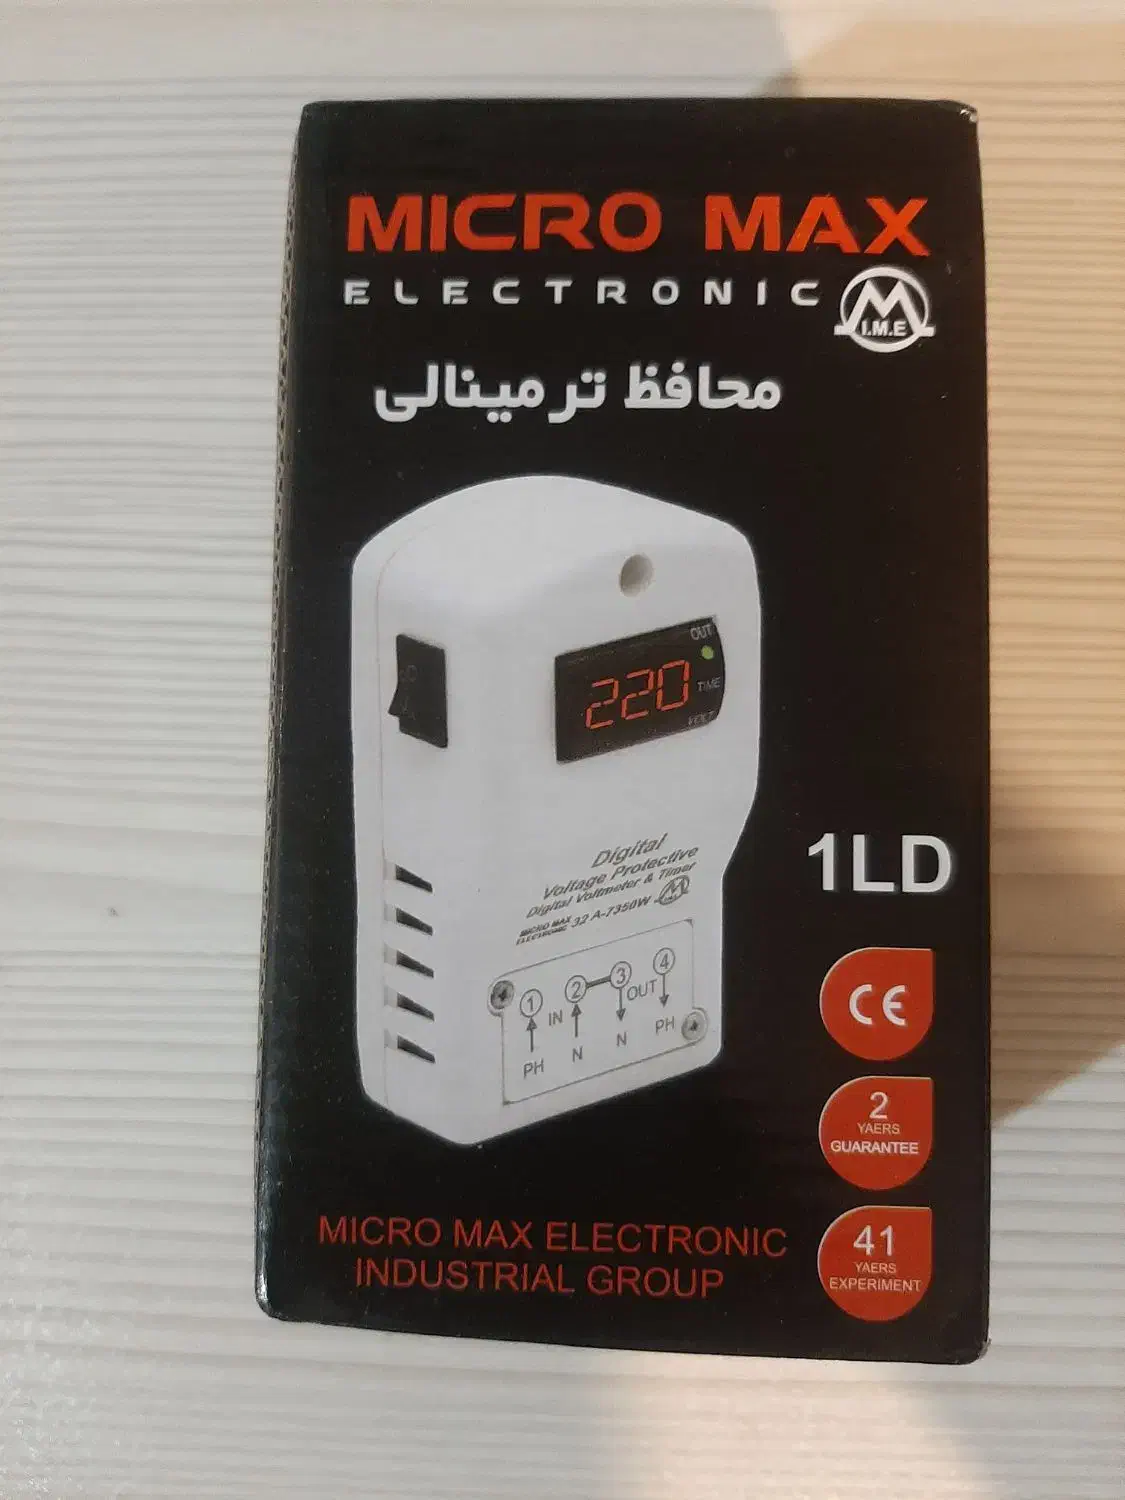 MICRO MAX
ELECTRONIC
I.M.E
محافظ ترمینالی
OUT
220
TIME
VOLT
Digital
Voltage Protective
Digital Voltmeter & Timer
MICRO MAX
ELECTRONIC
32 A-7350W
1 2 3 4
IN OUT
PH N N PH
1LD
CE
2
YAERS
GUARANTEE
41
YAERS
EXPERIMENT
MICRO MAX ELECTRONIC
INDUSTRIAL GROUP